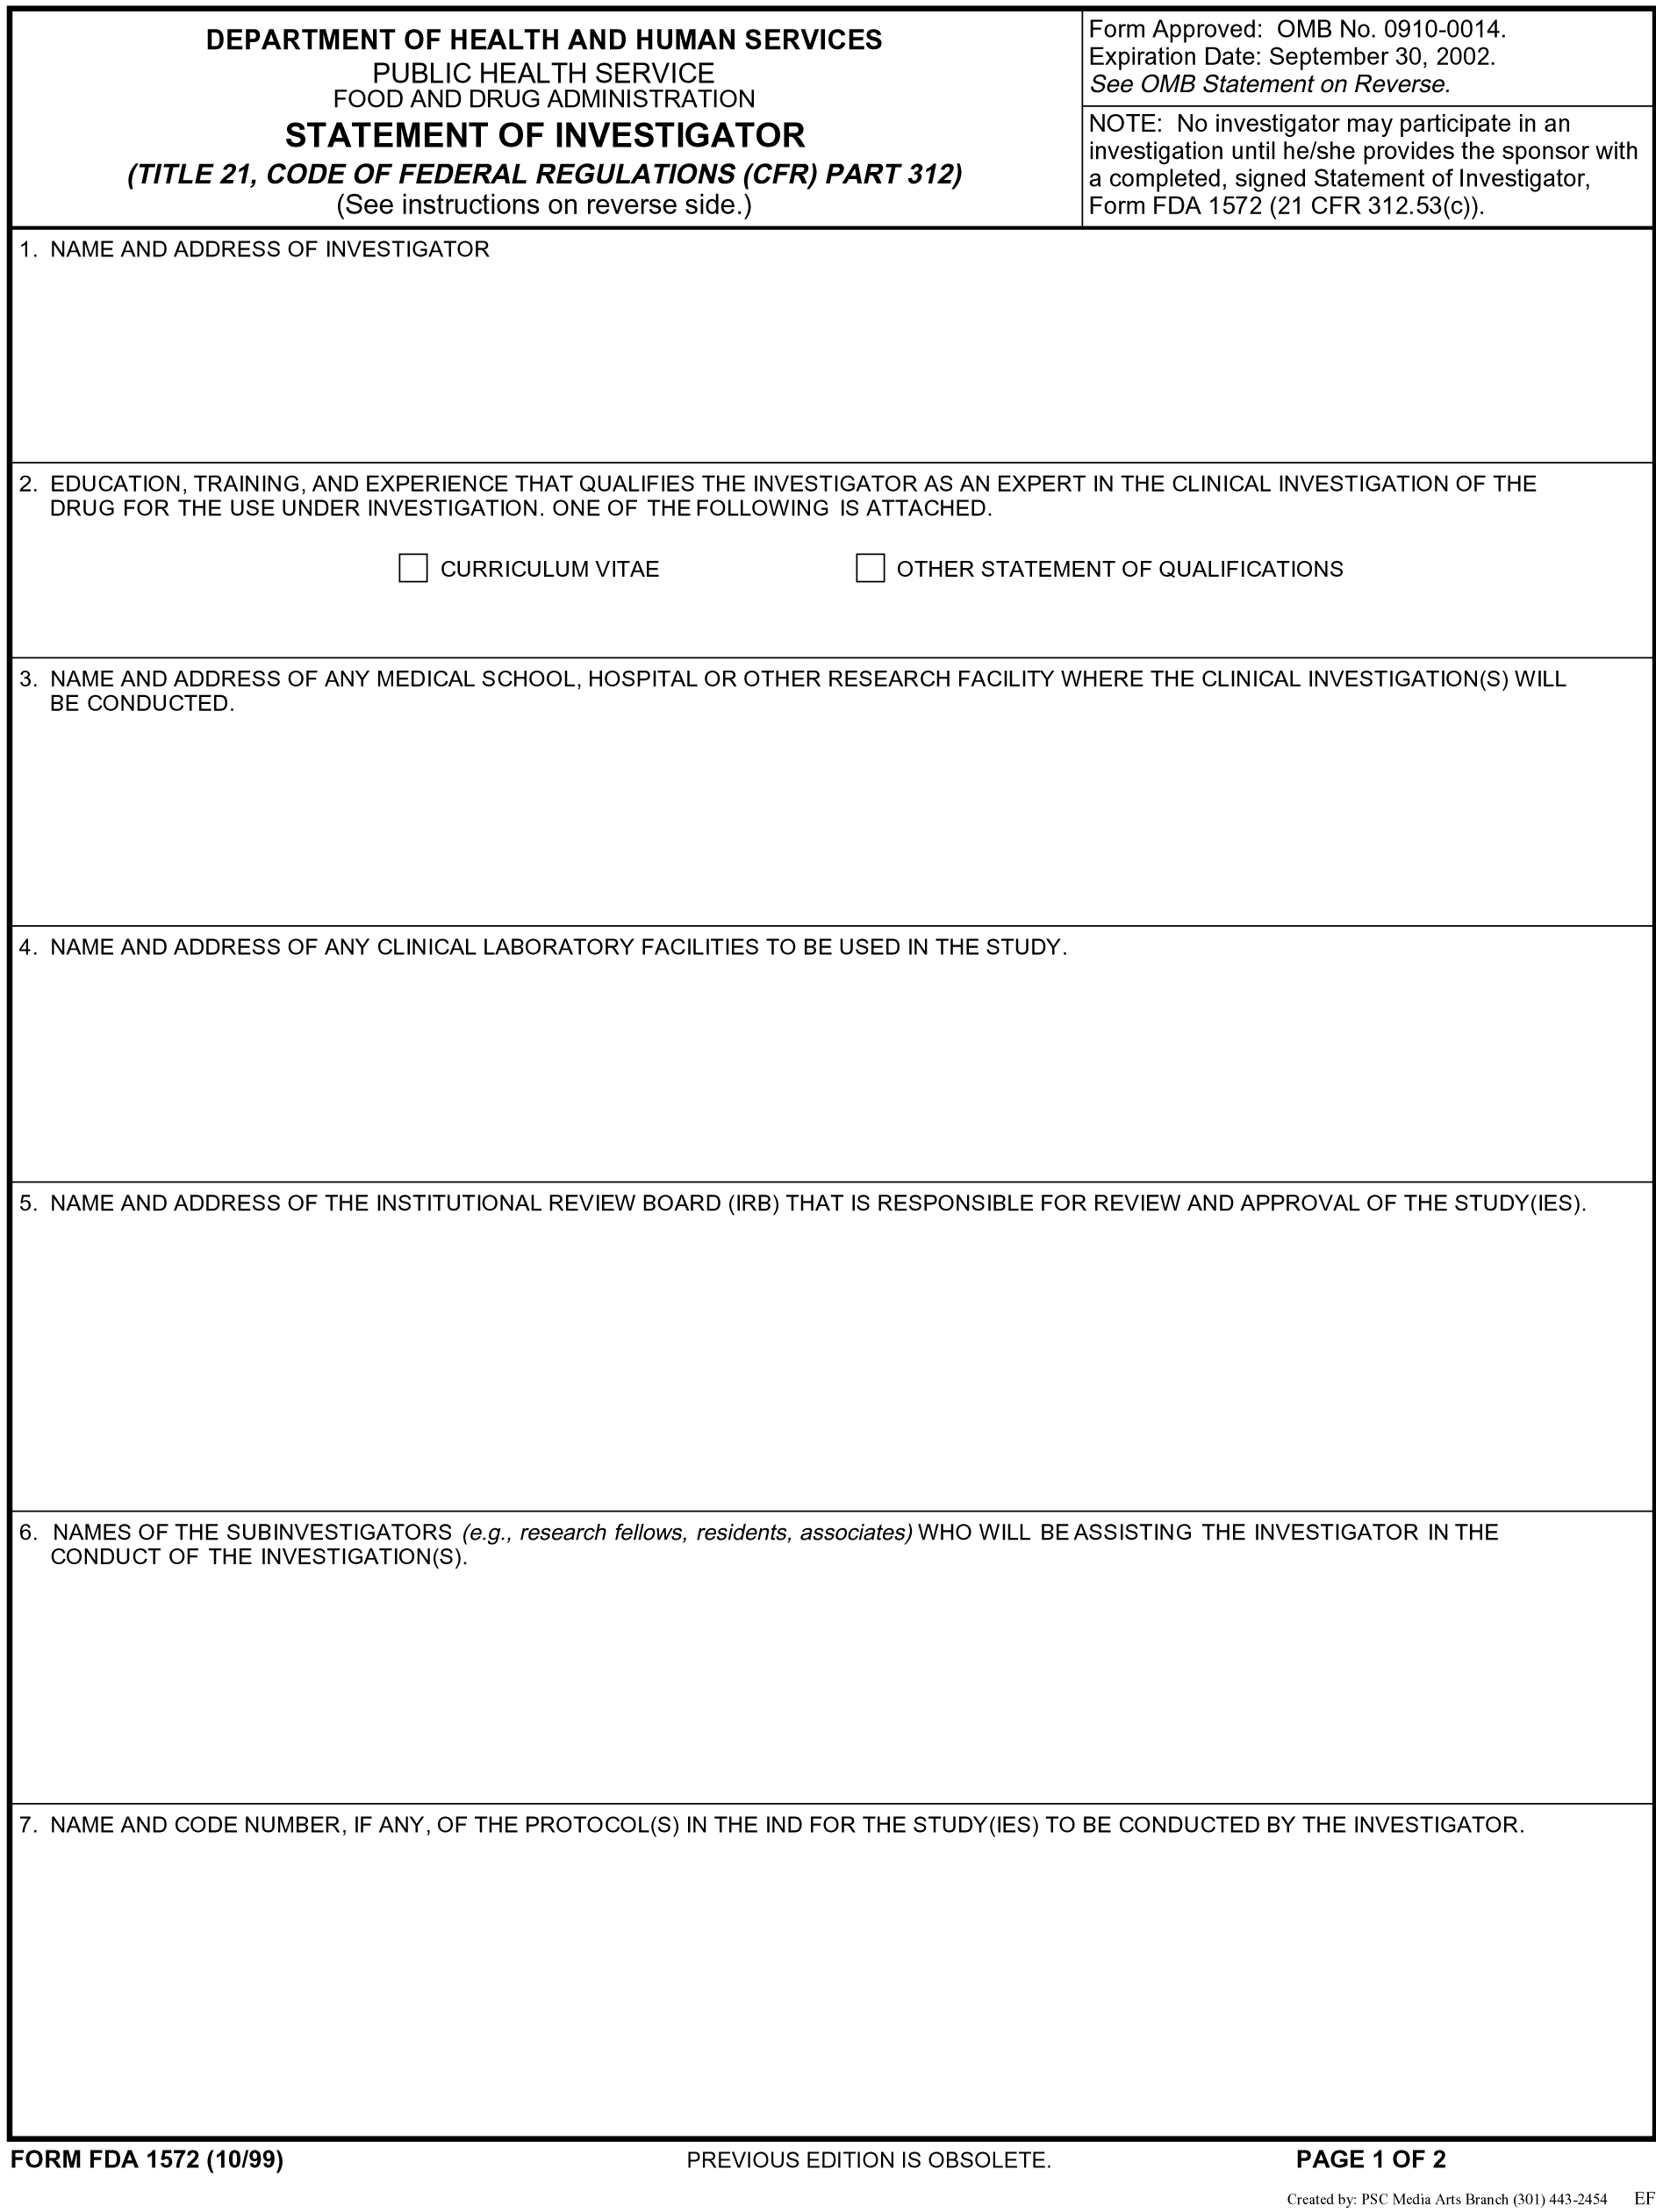 DEPARTMENT OF HEALTH AND HUMAN SERVICES
PUBLIC HEALTH SERVICE
FOOD AND DRUG ADMINISTRATION
STATEMENT OF INVESTIGATOR
(TITLE 21, CODE OF FEDERAL REGULATIONS (CFR) PART 312)
(See instructions on reverse side.)
Form Approved: OMB No. 0910-0014.
Expiration Date: September 30, 2002.
See OMB Statement on Reverse.
NOTE: No investigator may participate in an
investigation until he/she provides the sponsor with
a completed, signed Statement of Investigator,
Form FDA 1572 (21 CFR 312.53(c)).
1. NAME AND ADDRESS OF INVESTIGATOR
2. EDUCATION, TRAINING, AND EXPERIENCE THAT QUALIFIES THE INVESTIGATOR AS AN EXPERT IN THE CLINICAL INVESTIGATION OF THE
DRUG FOR THE USE UNDER INVESTIGATION. ONE OF THE FOLLOWING IS ATTACHED.
CURRICULUM VITAE
OTHER STATEMENT OF QUALIFICATIONS
3. NAME AND ADDRESS OF ANY MEDICAL SCHOOL, HOSPITAL OR OTHER RESEARCH FACILITY WHERE THE CLINICAL INVESTIGATION(S) WILL
BE CONDUCTED.
4. NAME AND ADDRESS OF ANY CLINICAL LABORATORY FACILITIES TO BE USED IN THE STUDY.
5. NAME AND ADDRESS OF THE INSTITUTIONAL REVIEW BOARD (IRB) THAT IS RESPONSIBLE FOR REVIEW AND APPROVAL OF THE STUDY(IES).
6. NAMES OF THE SUBINVESTIGATORS (e.g., research fellows, residents, associates) WHO WILL BE ASSISTING THE INVESTIGATOR IN THE
CONDUCT OF THE INVESTIGATION(S).
7. NAME AND CODE NUMBER, IF ANY, OF THE PROTOCOL(S) IN THE IND FOR THE STUDY(IES) TO BE CONDUCTED BY THE INVESTIGATOR.
FORM FDA 1572 (10/99)
PREVIOUS EDITION IS OBSOLETE.
PAGE 1 OF 2
Created by: PSC Media Arts Branch (301) 443-2454 EF